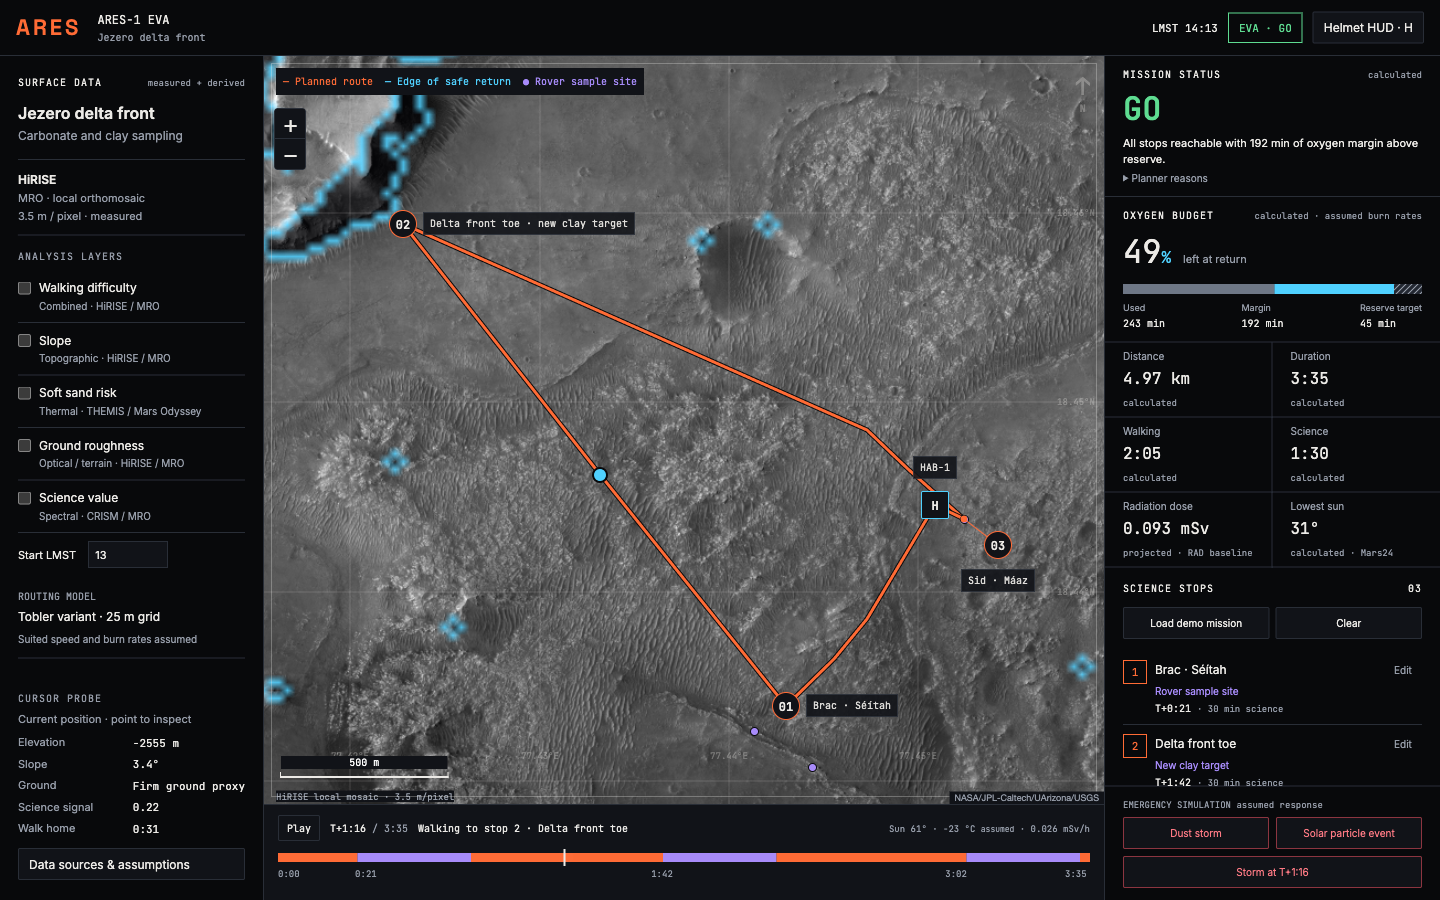 ARES
ARES-1 EVA
Jezero delta front
LMST 14:13
EVA · GO
Helmet HUD · H
SURFACE DATA
measured + derived
Jezero delta front
Carbonate and clay sampling
HiRISE
MRO · local orthomosaic
3.5 m / pixel · measured
ANALYSIS LAYERS
Walking difficulty
Combined · HiRISE / MRO
Slope
Topographic · HiRISE / MRO
Soft sand risk
Thermal · THEMIS / Mars Odyssey
Ground roughness
Optical / terrain · HiRISE / MRO
Science value
Spectral · CRISM / MRO
Start LMST 13
ROUTING MODEL
Tobler variant · 25 m grid
Suited speed and burn rates assumed
CURSOR PROBE
Current position · point to inspect
Elevation -2555 m
Slope 3.4°
Ground Firm ground proxy
Science signal 0.22
Walk home 0:31
Data sources & assumptions
Planned route
Edge of safe return
Rover sample site
+
−
N
02
Delta front toe · new clay target
18.45°N
HAB-1
H
03
Sid · Máaz
01
Brac · Séítah
77.44°E
500 m
HiRISE local mosaic · 3.5 m/pixel
NASA/JPL-Caltech/UArizona/USGS
Play
T+1:16 / 3:35
Walking to stop 2 · Delta front toe
Sun 61° · -23 °C assumed · 0.026 mSv/h
0:00
0:21
1:42
3:02
3:35
MISSION STATUS
calculated
GO
All stops reachable with 192 min of oxygen margin above
reserve.
Planner reasons
OXYGEN BUDGET
calculated · assumed burn rates
49% left at return
Used
Margin
Reserve target
243 min
192 min
45 min
Distance
Duration
4.97 km
3:35
calculated
calculated
Walking
Science
2:05
1:30
calculated
calculated
Radiation dose
Lowest sun
0.093 mSv
31°
projected · RAD baseline
calculated · Mars24
SCIENCE STOPS
03
Load demo mission
Clear
1
Brac · Séítah
Edit
Rover sample site
T+0:21 · 30 min science
2
Delta front toe
Edit
New clay target
T+1:42 · 30 min science
EMERGENCY SIMULATION assumed response
Dust storm
Solar particle event
Storm at T+1:16